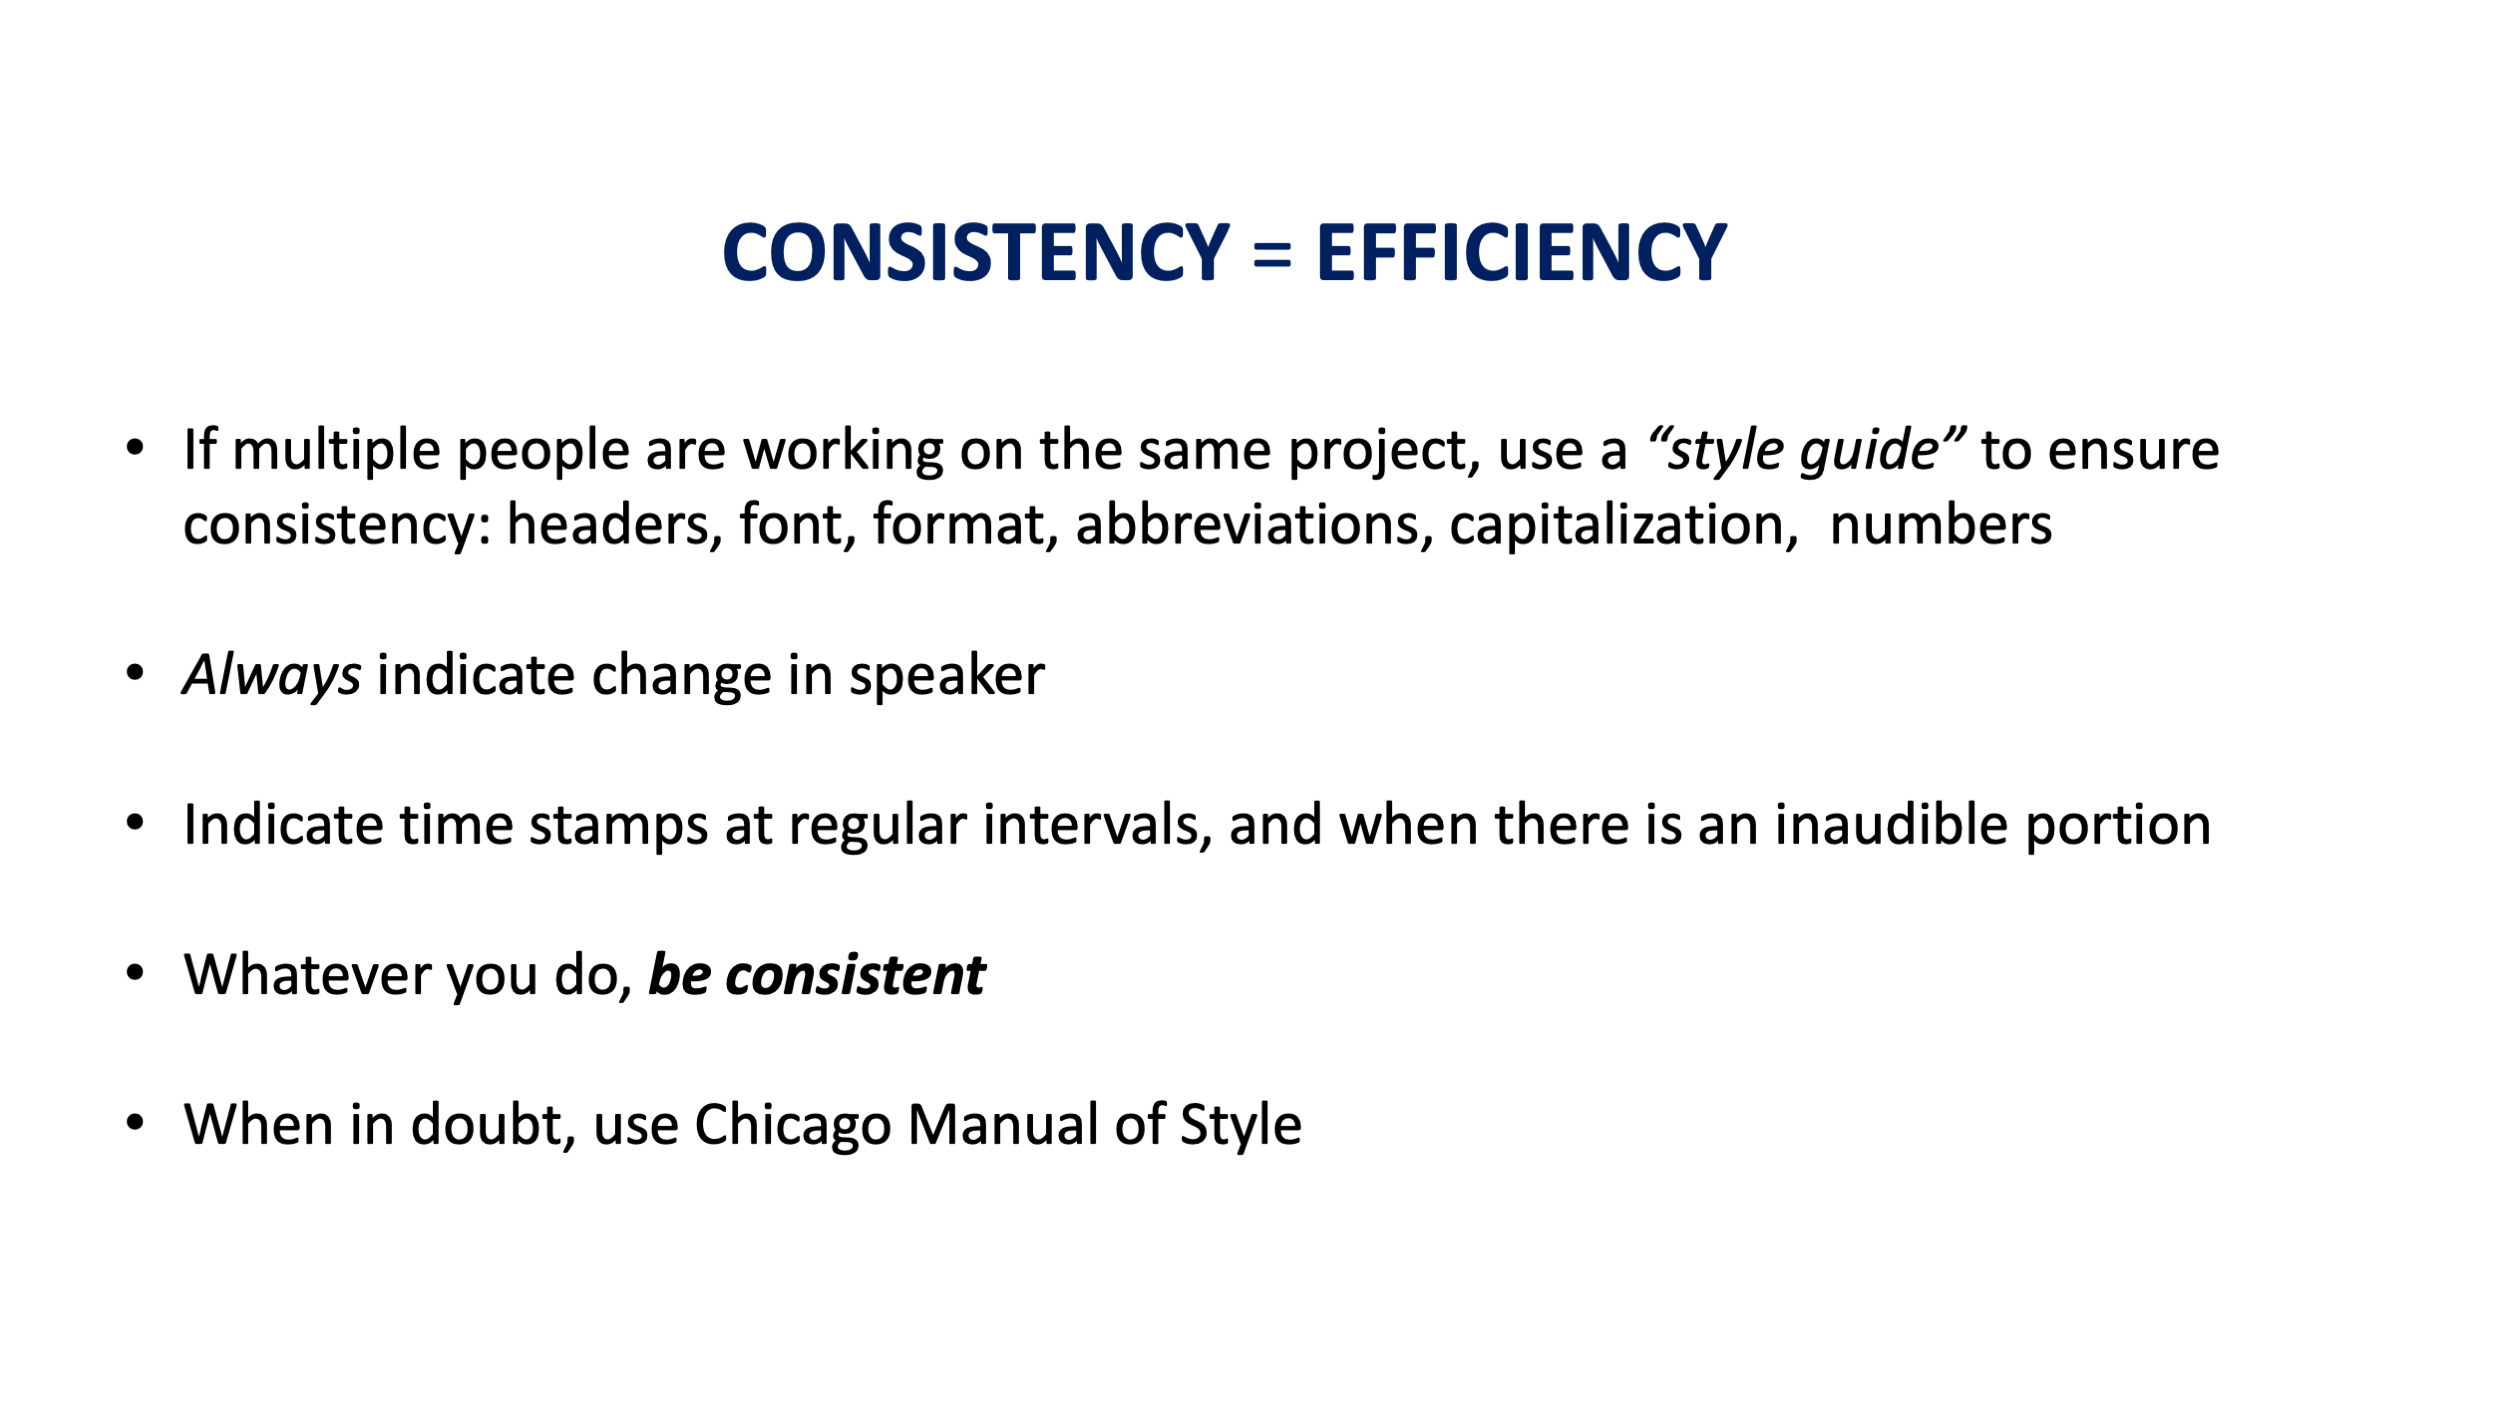 CONSISTENCY = EFFICIENCY
• If multiple people are working on the same project, use a “style guide” to ensure
consistency: headers, font, format, abbreviations, capitalization,  numbers
• Always indicate change in speaker
• Indicate time stamps at regular intervals, and when there is an inaudible portion
• Whatever you do, be consistent
• When in doubt, use Chicago Manual of Style